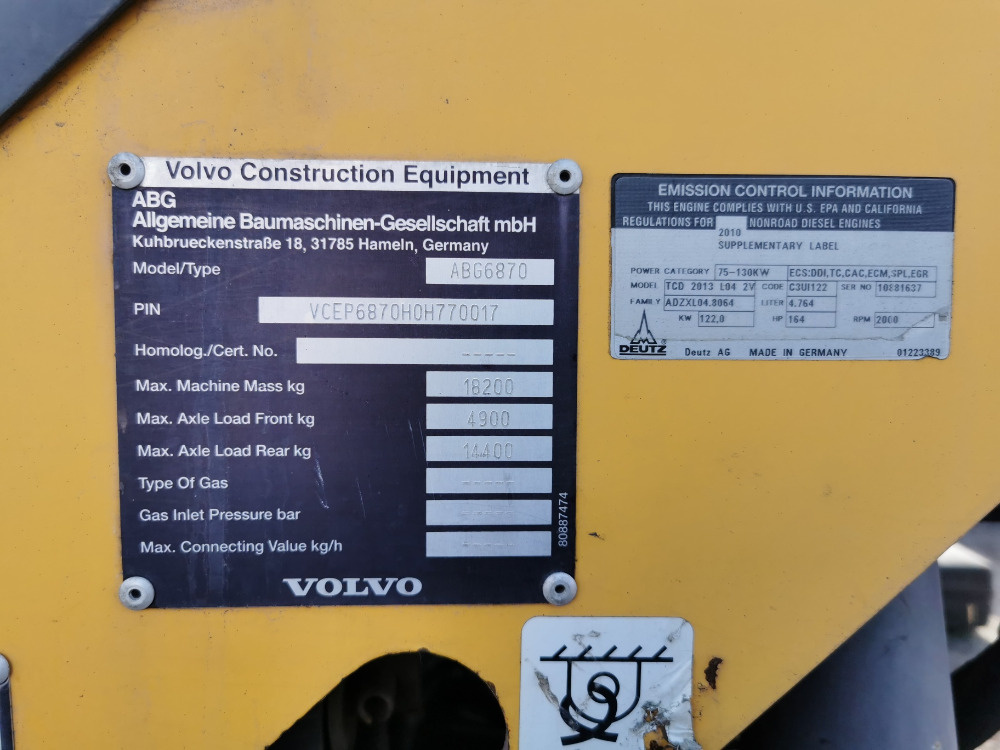 Volvo Construction Equipment
ABG
Allgemeine Baumaschinen-Gesellschaft mbH
Kuhbrueckenstraße 18, 31785 Hameln, Germany
Model/Type ABG6870
PIN VCEP6870H0H770017
Homolog./Cert. No. -----
Max. Machine Mass kg 18200
Max. Axle Load Front kg 4900
Max. Axle Load Rear kg 14400
Type Of Gas -----
Gas Inlet Pressure bar -----
Max. Connecting Value kg/h -----
80887474
VOLVO
EMISSION CONTROL INFORMATION
THIS ENGINE COMPLIES WITH U.S. EPA AND CALIFORNIA
REGULATIONS FOR 2010 NONROAD DIESEL ENGINES
SUPPLEMENTARY LABEL
POWER CATEGORY 75-130KW ECS:DDI,TC,CAC,ECM,SPL,EGR
MODEL TCD 2013 L04 2V CODE C3UI122 SER NO 10881637
FAMILY ADZXL04.8064 LITER 4.764
KW 122,0 HP 164 RPM 2000
DEUTZ ® Deutz AG MADE IN GERMANY 01223389